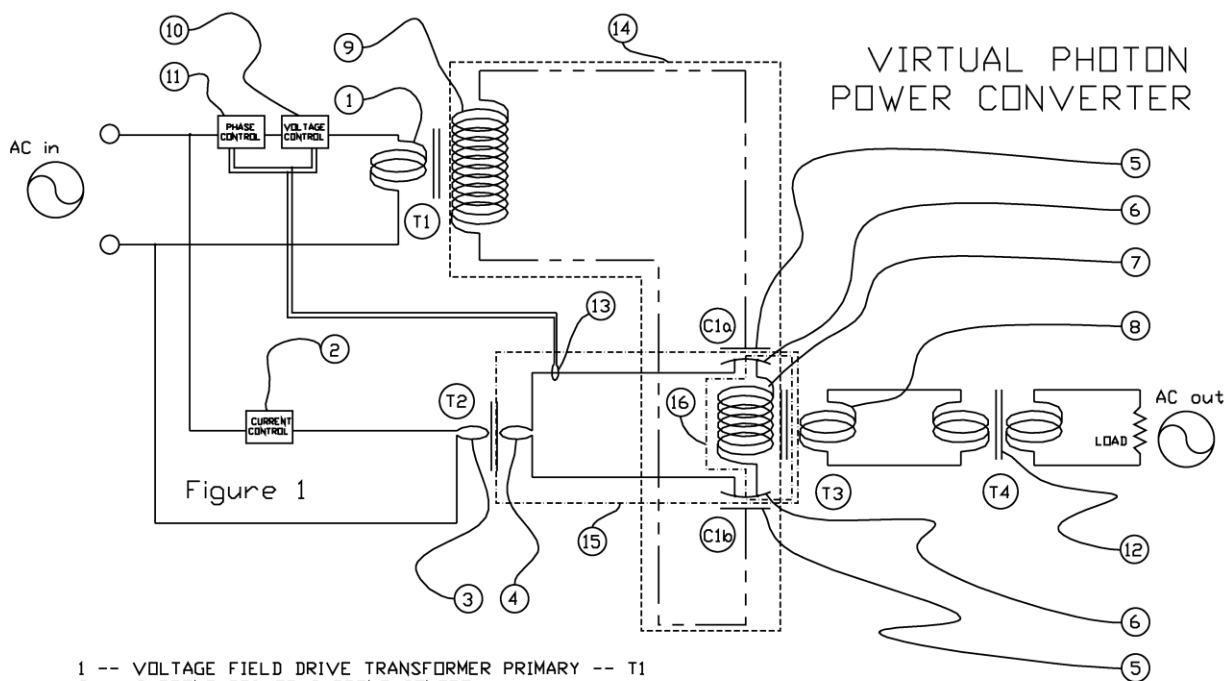 VIRTUAL PHOTON
POWER CONVERTER
10
9
14
11
1
PHASE CONTROL
VOLTAGE CONTROL
AC in
T1
5
6
7
8
13
C1a
2
T2
16
CURRENT CONTROL
AC out
LOAD
Figure 1
T3
T4
15
C1b
12
3
4
6
5
1 -- VOLTAGE FIELD DRIVE TRANSFORMER PRIMARY -- T1